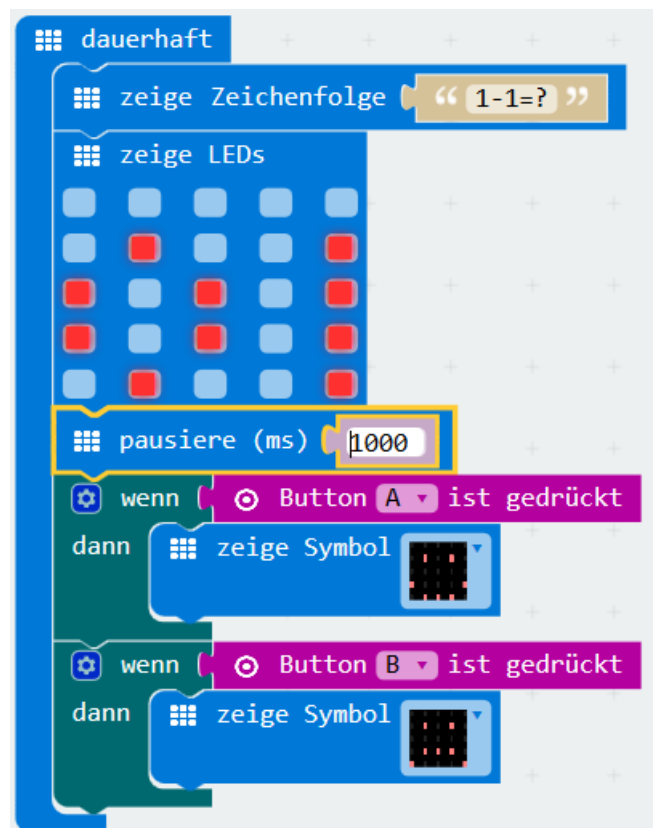 dauerhaft
zeige Zeichenfolge “ 1-1=? ”
zeige LEDs
pausiere (ms) 1000
wenn Button A ist gedrückt
dann zeige Symbol
wenn Button B ist gedrückt
dann zeige Symbol